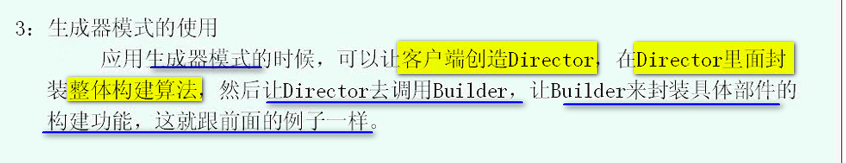 3：生成器模式的使用
应用生成器模式的时候，可以让客户端创造Director，在Director里面封
装整体构建算法，然后让Director去调用Builder，让Builder来封装具体部件的
构建功能，这就跟前面的例子一样。